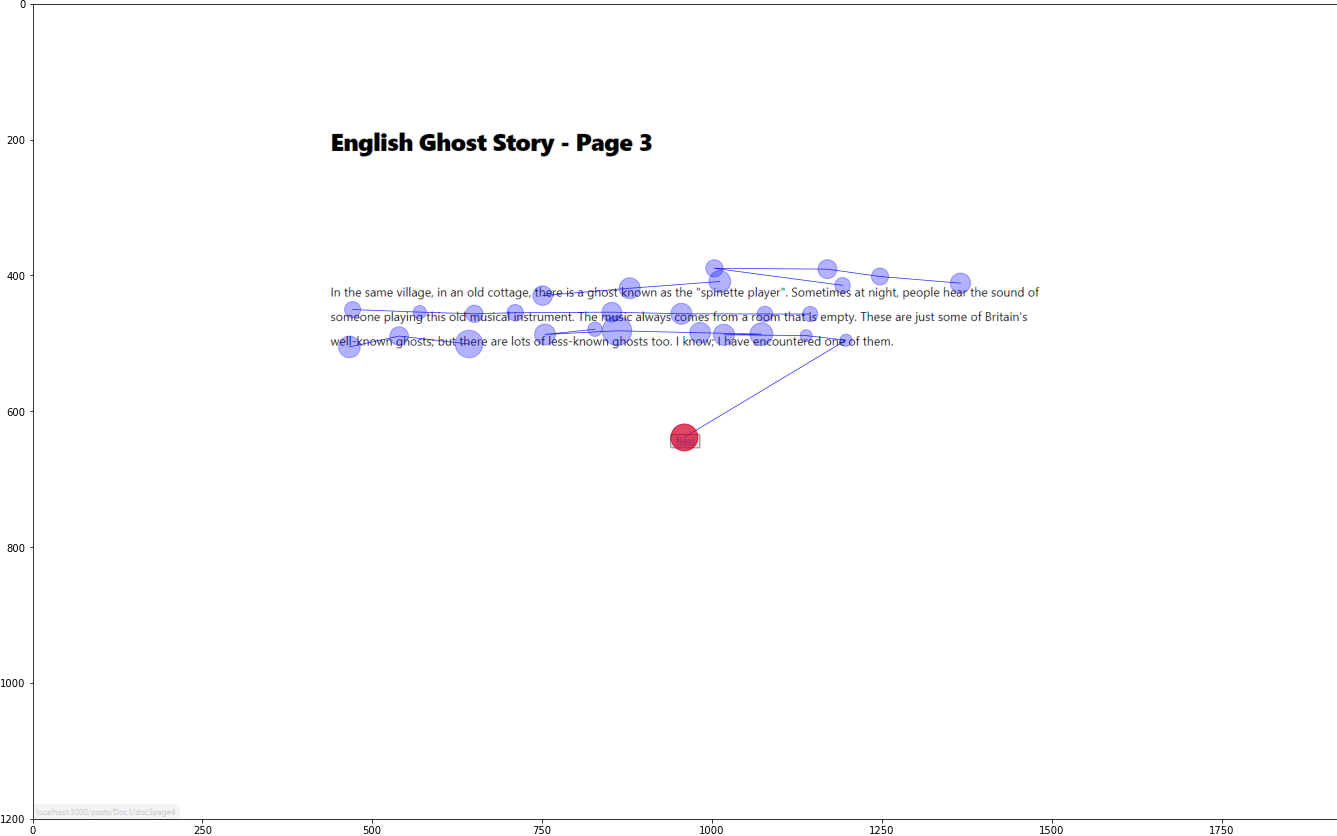 0
200
English Ghost Story - Page 3
400
In the same village, in an old cottage, there is a ghost known as the "spinette player". Sometimes at night, people hear the sound of
someone playing this old musical instrument. The music always comes from a room that is empty. These are just some of Britain's
well-known ghosts, but there are lots of less-known ghosts too. I know; I have encountered one of them.
600
Next
800
1000
localhost:3000/posts/Doc1/doc3page4
1200
0 250 500 750 1000 1250 1500 1750